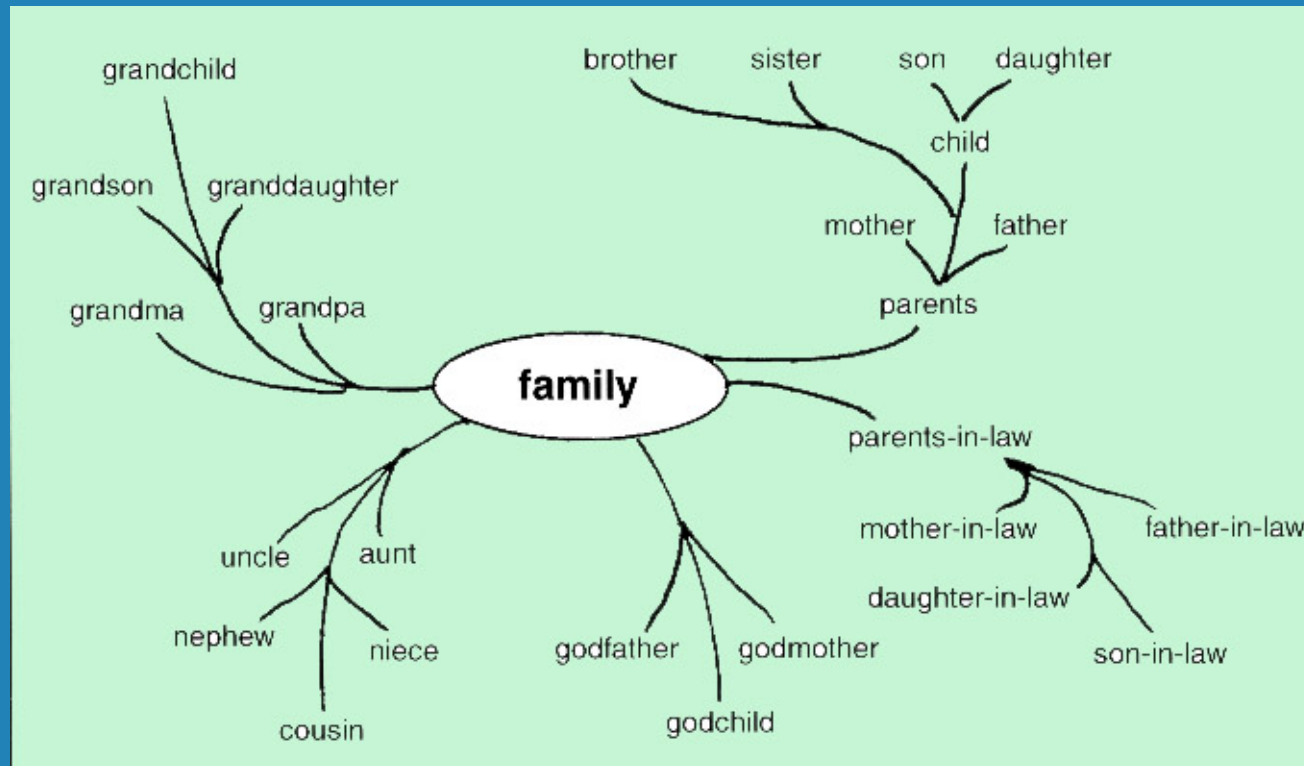 grandchild
brother sister son daughter
child
grandson granddaughter
mother father
grandma grandpa
parents
family
parents-in-law
mother-in-law father-in-law
uncle aunt
daughter-in-law
nephew niece
godfather godmother
son-in-law
cousin
godchild